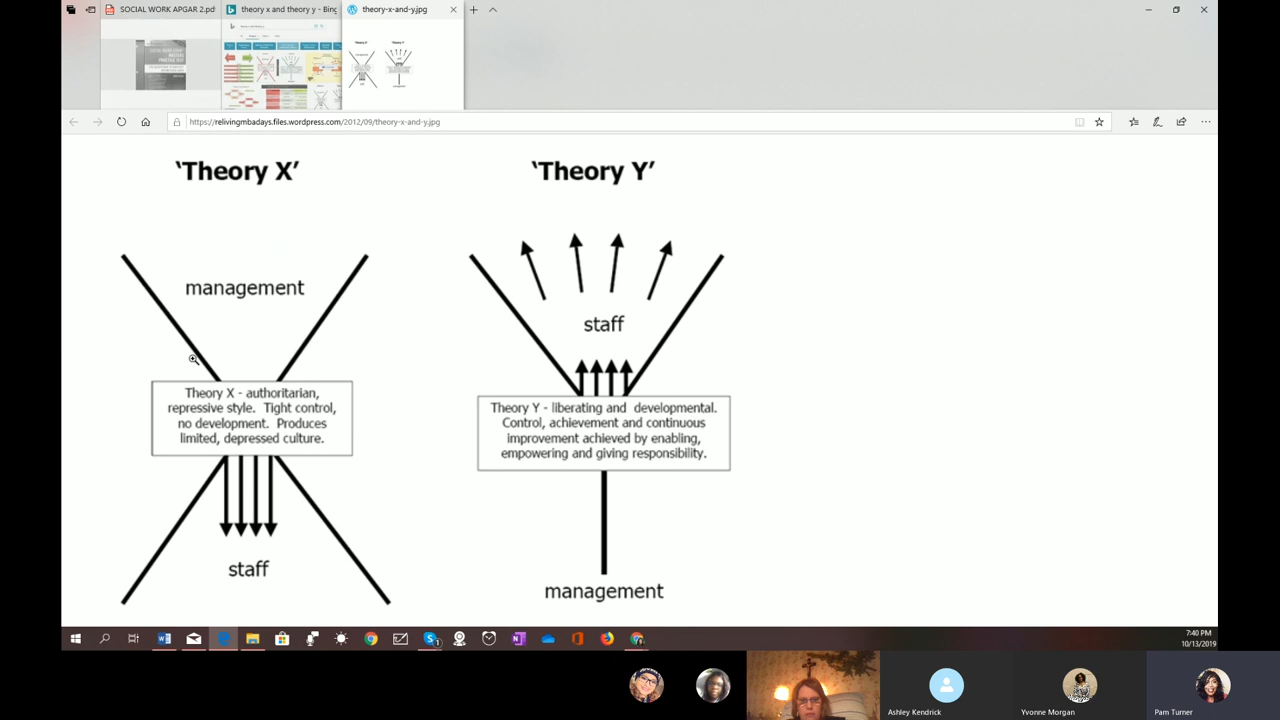 SOCIAL WORK APGAR 2.pdf
theory x and theory y - Bing
theory-x-and-y.jpg
https://relivingmbadays.files.wordpress.com/2012/09/theory-x-and-y.jpg
‘Theory X’
‘Theory Y’
management
staff
Theory X - authoritarian,
repressive style. Tight control,
no development. Produces
limited, depressed culture.
Theory Y - liberating and developmental.
Control, achievement and continuous
improvement achieved by enabling,
empowering and giving responsibility.
staff
management
7:40 PM
10/13/2019
Ashley Kendrick
Yvonne Morgan
Pam Turner